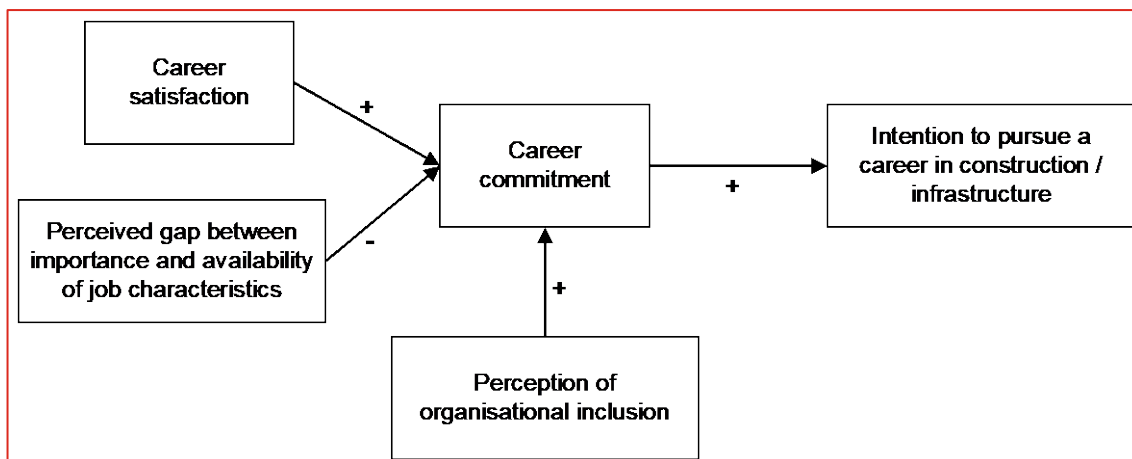 Career
satisfaction
+
Career
commitment
Intention to pursue a
career in construction /
infrastructure
+
Perceived gap between
importance and availability
of job characteristics
-
+
Perception of
organisational inclusion